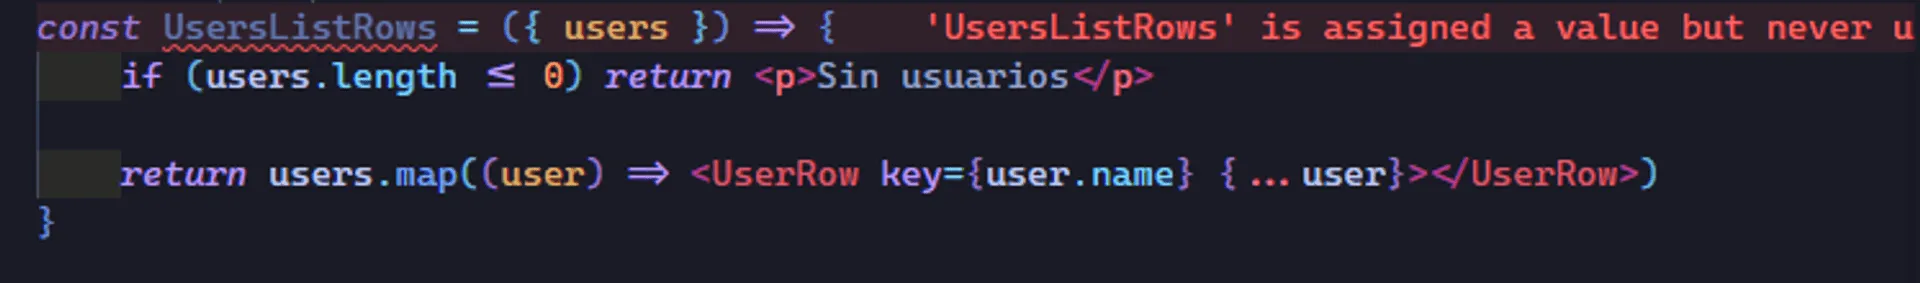 const UsersListRows = ({ users }) => {    'UsersListRows' is assigned a value but never u
    if (users.length <= 0) return <p>Sin usuarios</p>
    return users.map((user) => <UserRow key={user.name} {...user}></UserRow>)
}